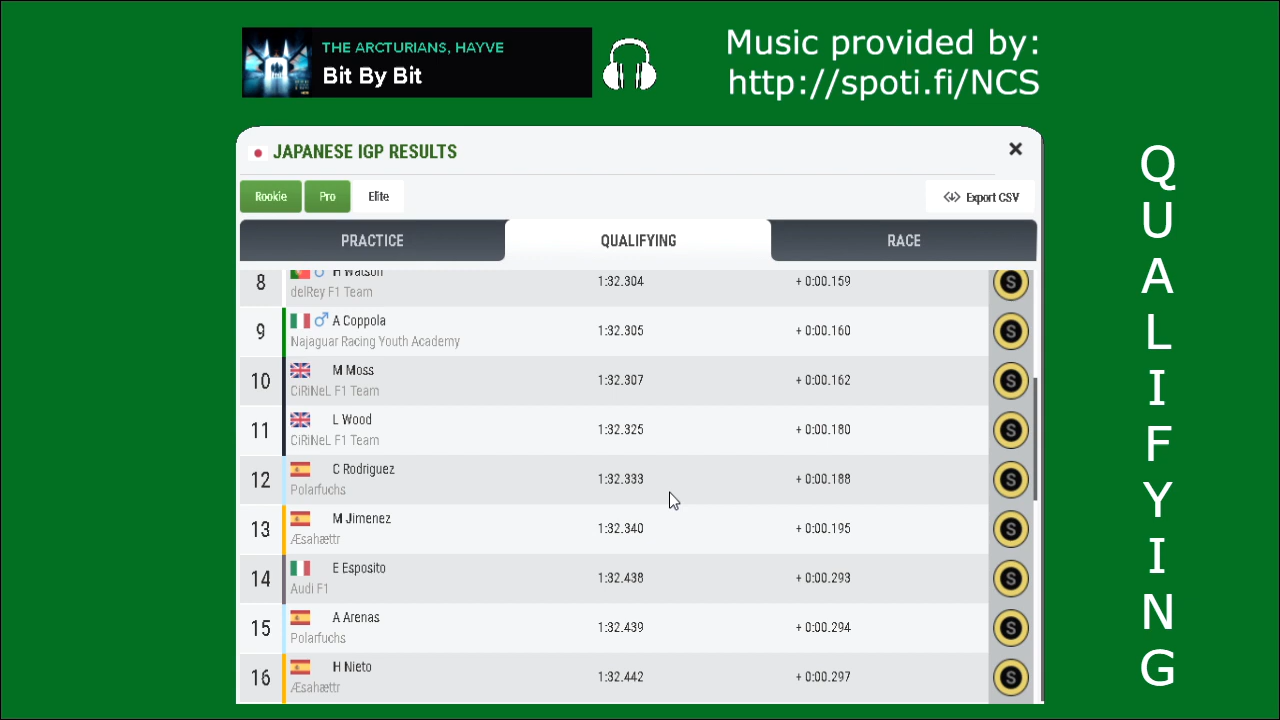 THE ARCTURIANS, HAYVE
Bit By Bit
Music provided by:
http://spoti.fi/NCS
JAPANESE IGP RESULTS
Rookie Pro Elite Export CSV
PRACTICE QUALIFYING RACE
8 H Watson 1:32.304 + 0:00.159 S
delRey F1 Team
9 A Coppola 1:32.305 + 0:00.160 S
Najaguar Racing Youth Academy
10 M Moss 1:32.307 + 0:00.162 S
CiRiNeL F1 Team
11 L Wood 1:32.325 + 0:00.180 S
CiRiNeL F1 Team
12 C Rodriguez 1:32.333 + 0:00.188 S
Polarfuchs
13 M Jimenez 1:32.340 + 0:00.195 S
Æsahættr
14 E Esposito 1:32.438 + 0:00.293 S
Audi F1
15 A Arenas 1:32.439 + 0:00.294 S
Polarfuchs
16 H Nieto 1:32.442 + 0:00.297 S
Æsahættr
QUALIFYING